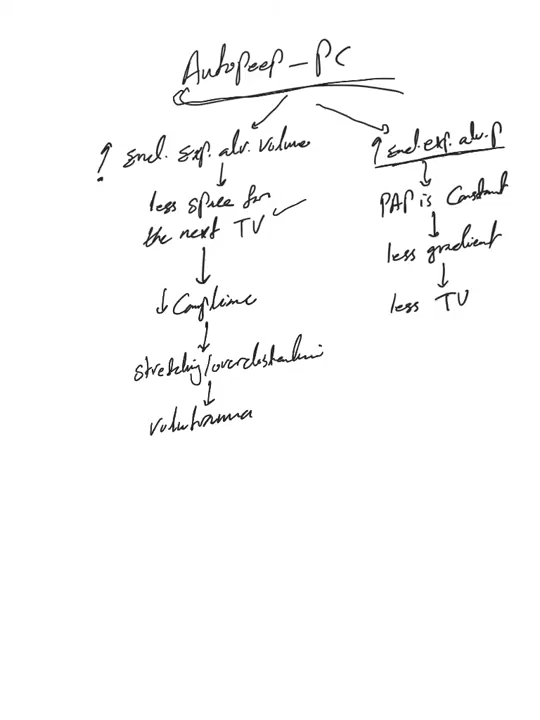 Autopeep - PC
↑ end. exp. alv. volume
less space for
the next TV ✓
↓ Compliance
stretching/overdistention
volutrauma
↑ end. exp. alv. P
PAP is Constant
less gradient
less TV